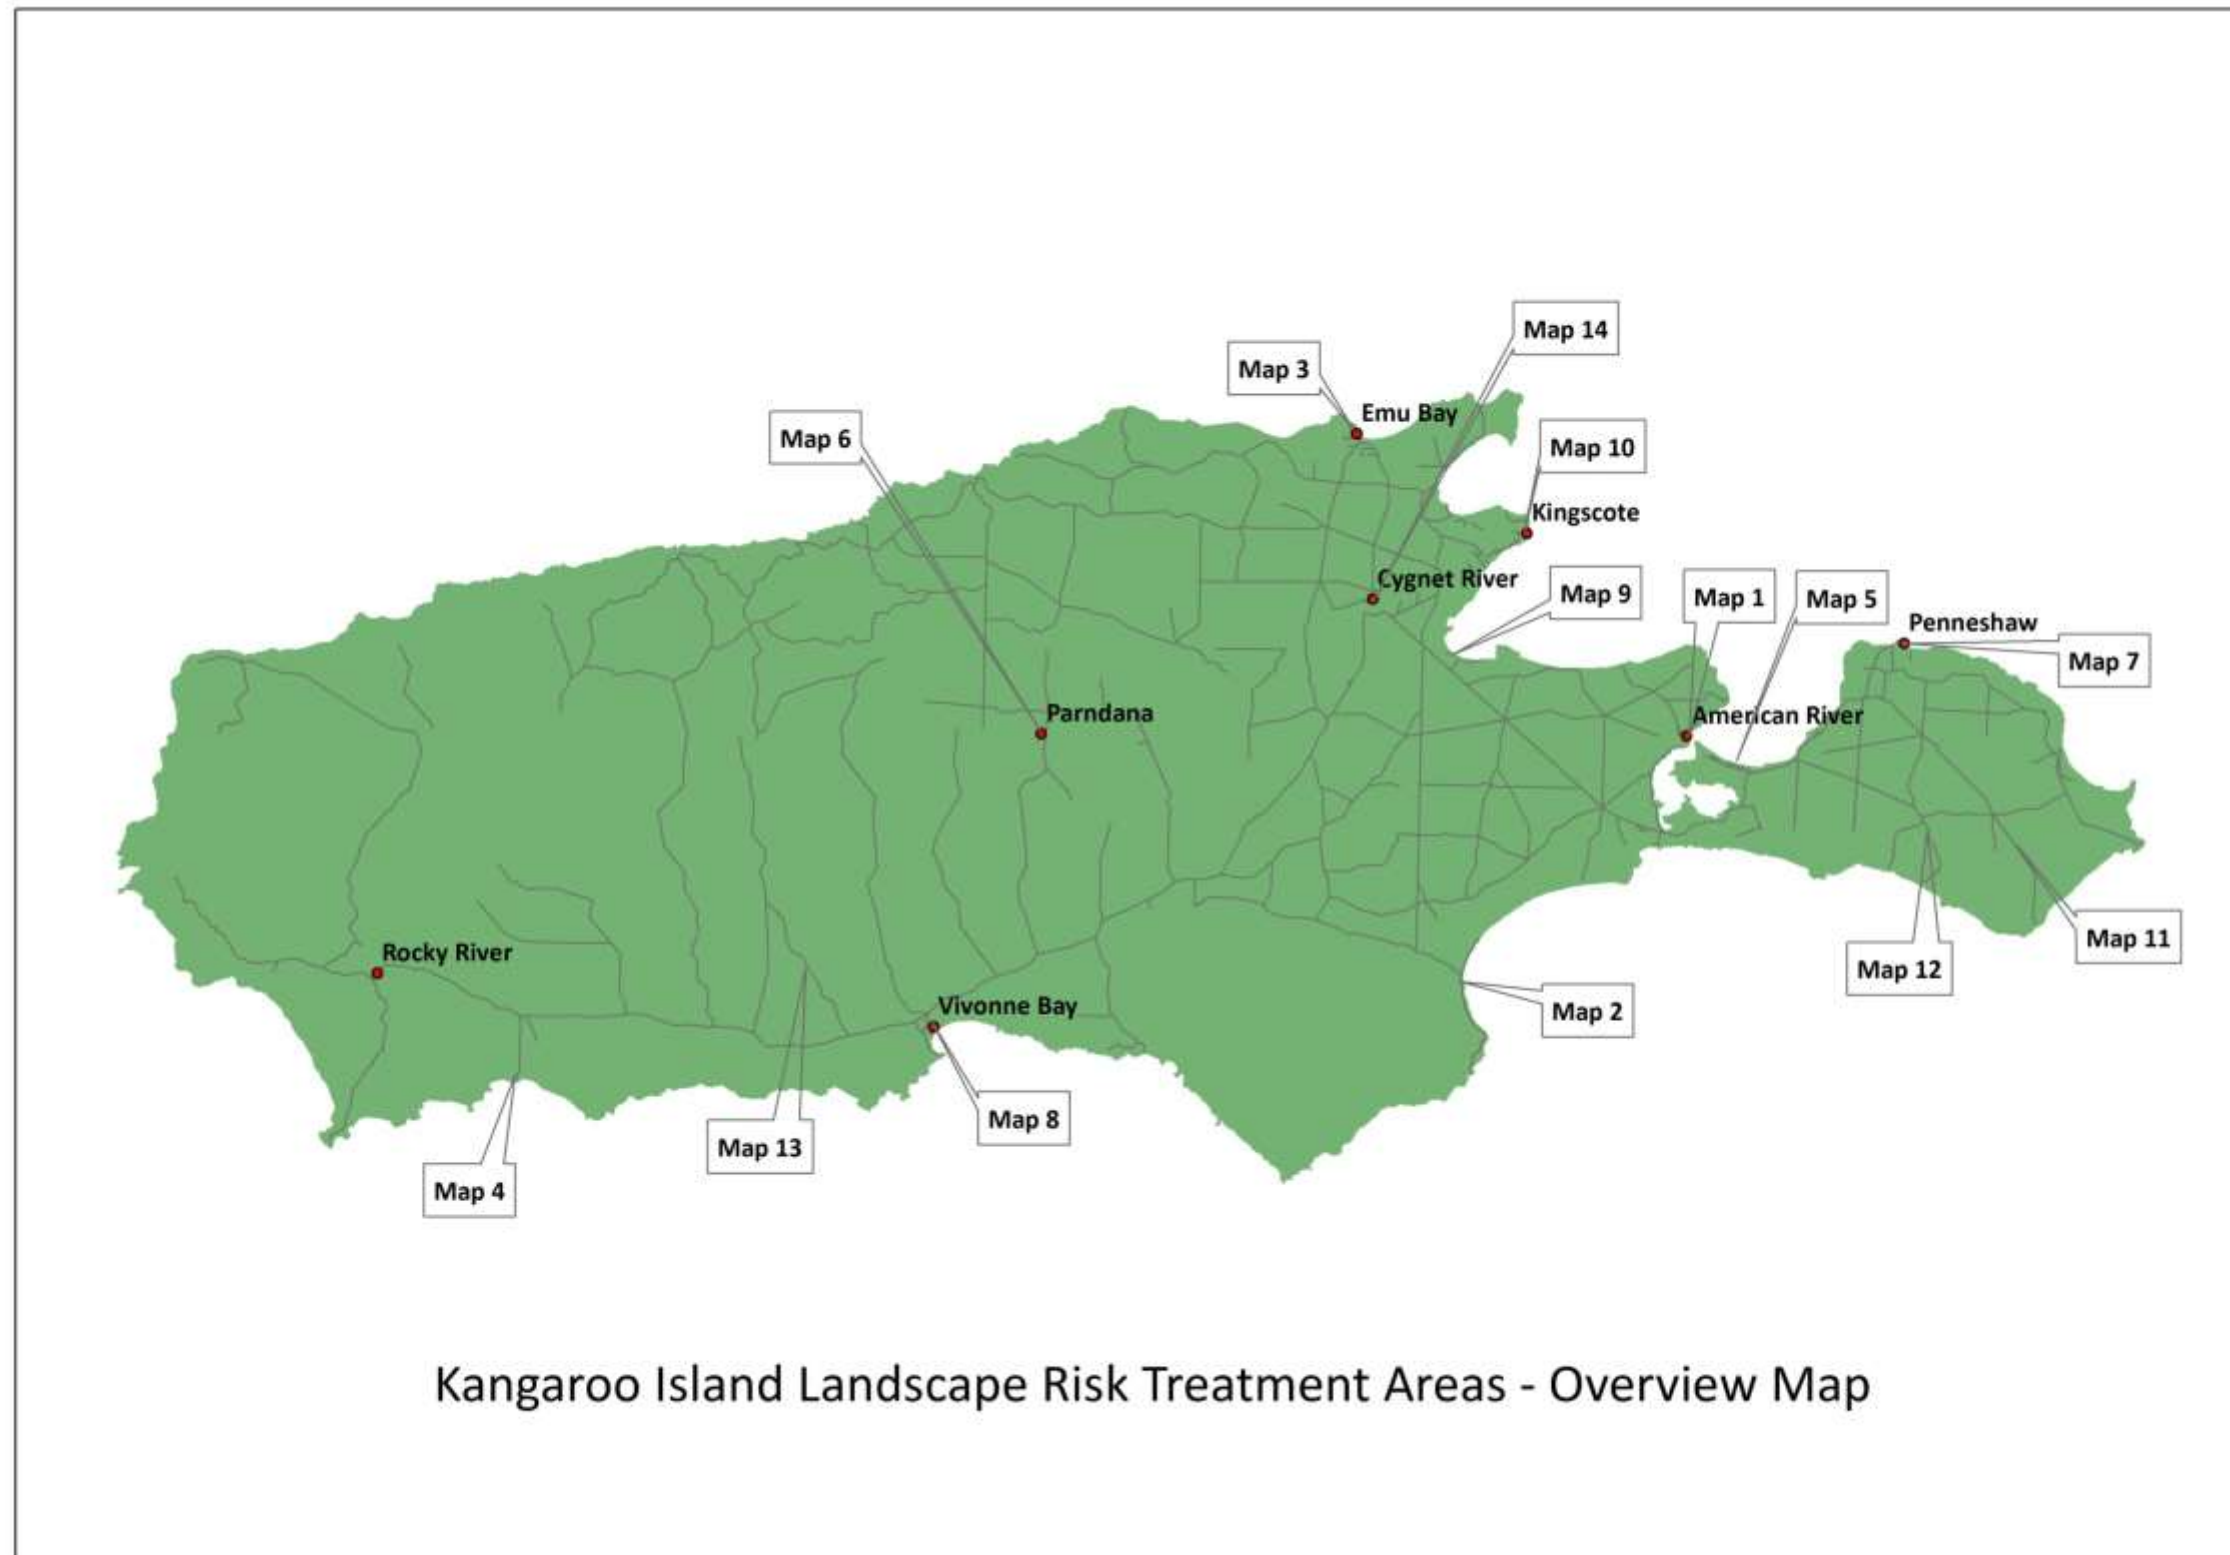 Map 14
Map 3
Emu Bay
Map 6
Map 10
Kingscote
Cygnet River
Map 9
Map 1
Map 5
Penneshaw
Map 7
Parndana
American River
Rocky River
Map 11
Map 12
Vivonne Bay
Map 2
Map 8
Map 13
Map 4
Kangaroo Island Landscape Risk Treatment Areas - Overview Map